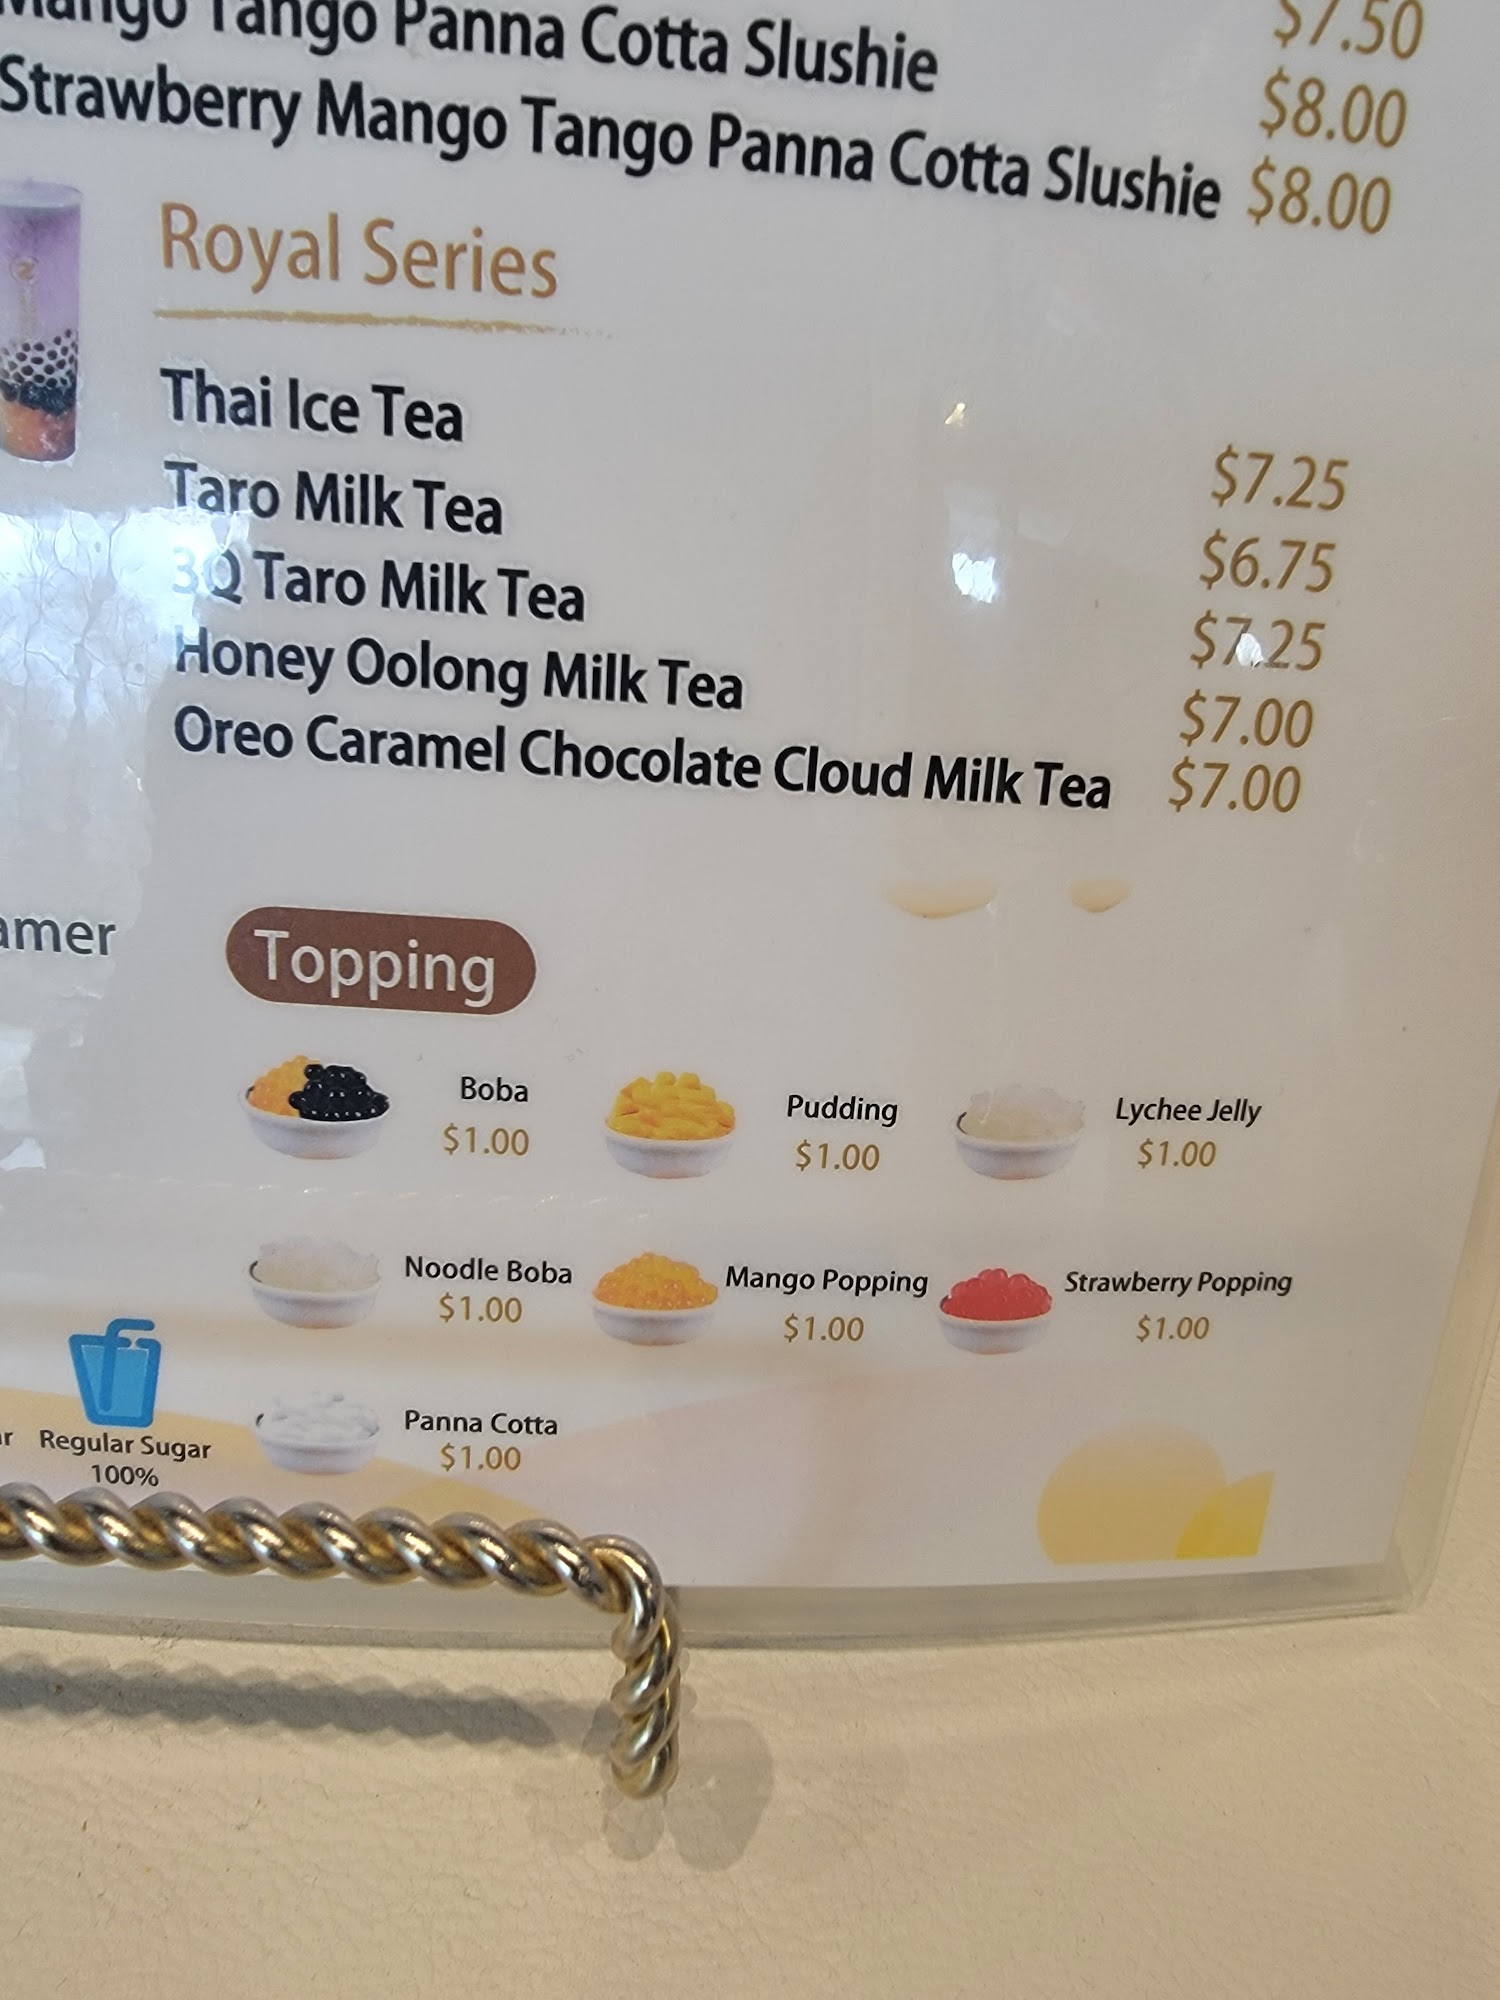 $7.50
Mango Tango Panna Cotta Slushie $8.00
Strawberry Mango Tango Panna Cotta Slushie $8.00
Royal Series
Thai Ice Tea $7.25
Taro Milk Tea $6.75
3Q Taro Milk Tea $7.25
Honey Oolong Milk Tea $7.00
Oreo Caramel Chocolate Cloud Milk Tea $7.00
amer
Topping
Boba
$1.00
Pudding
$1.00
Lychee Jelly
$1.00
Noodle Boba
$1.00
Mango Popping
$1.00
Strawberry Popping
$1.00
Panna Cotta
$1.00
Regular Sugar
100%